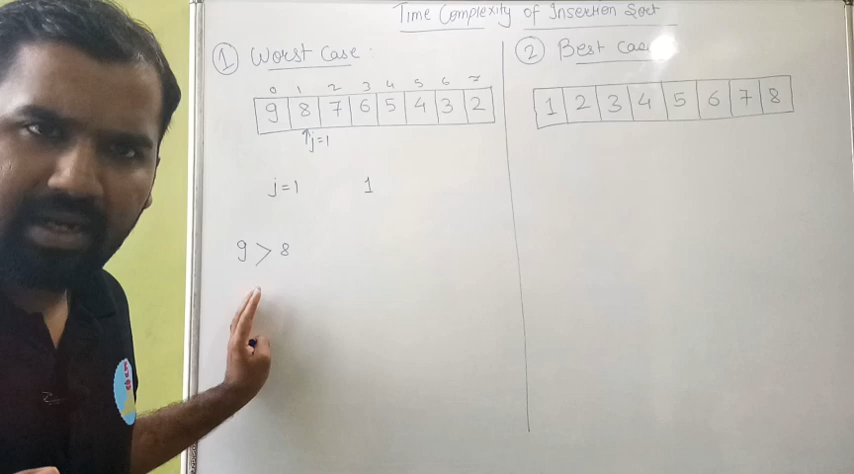 Time Complexity of Insertion Sort
① Worst Case :
0 1 2 3 4 5 6 7
9 8 7 6 5 4 3 2
↑j=1
j=1 1
9 > 8
② Best Case
1 2 3 4 5 6 7 8